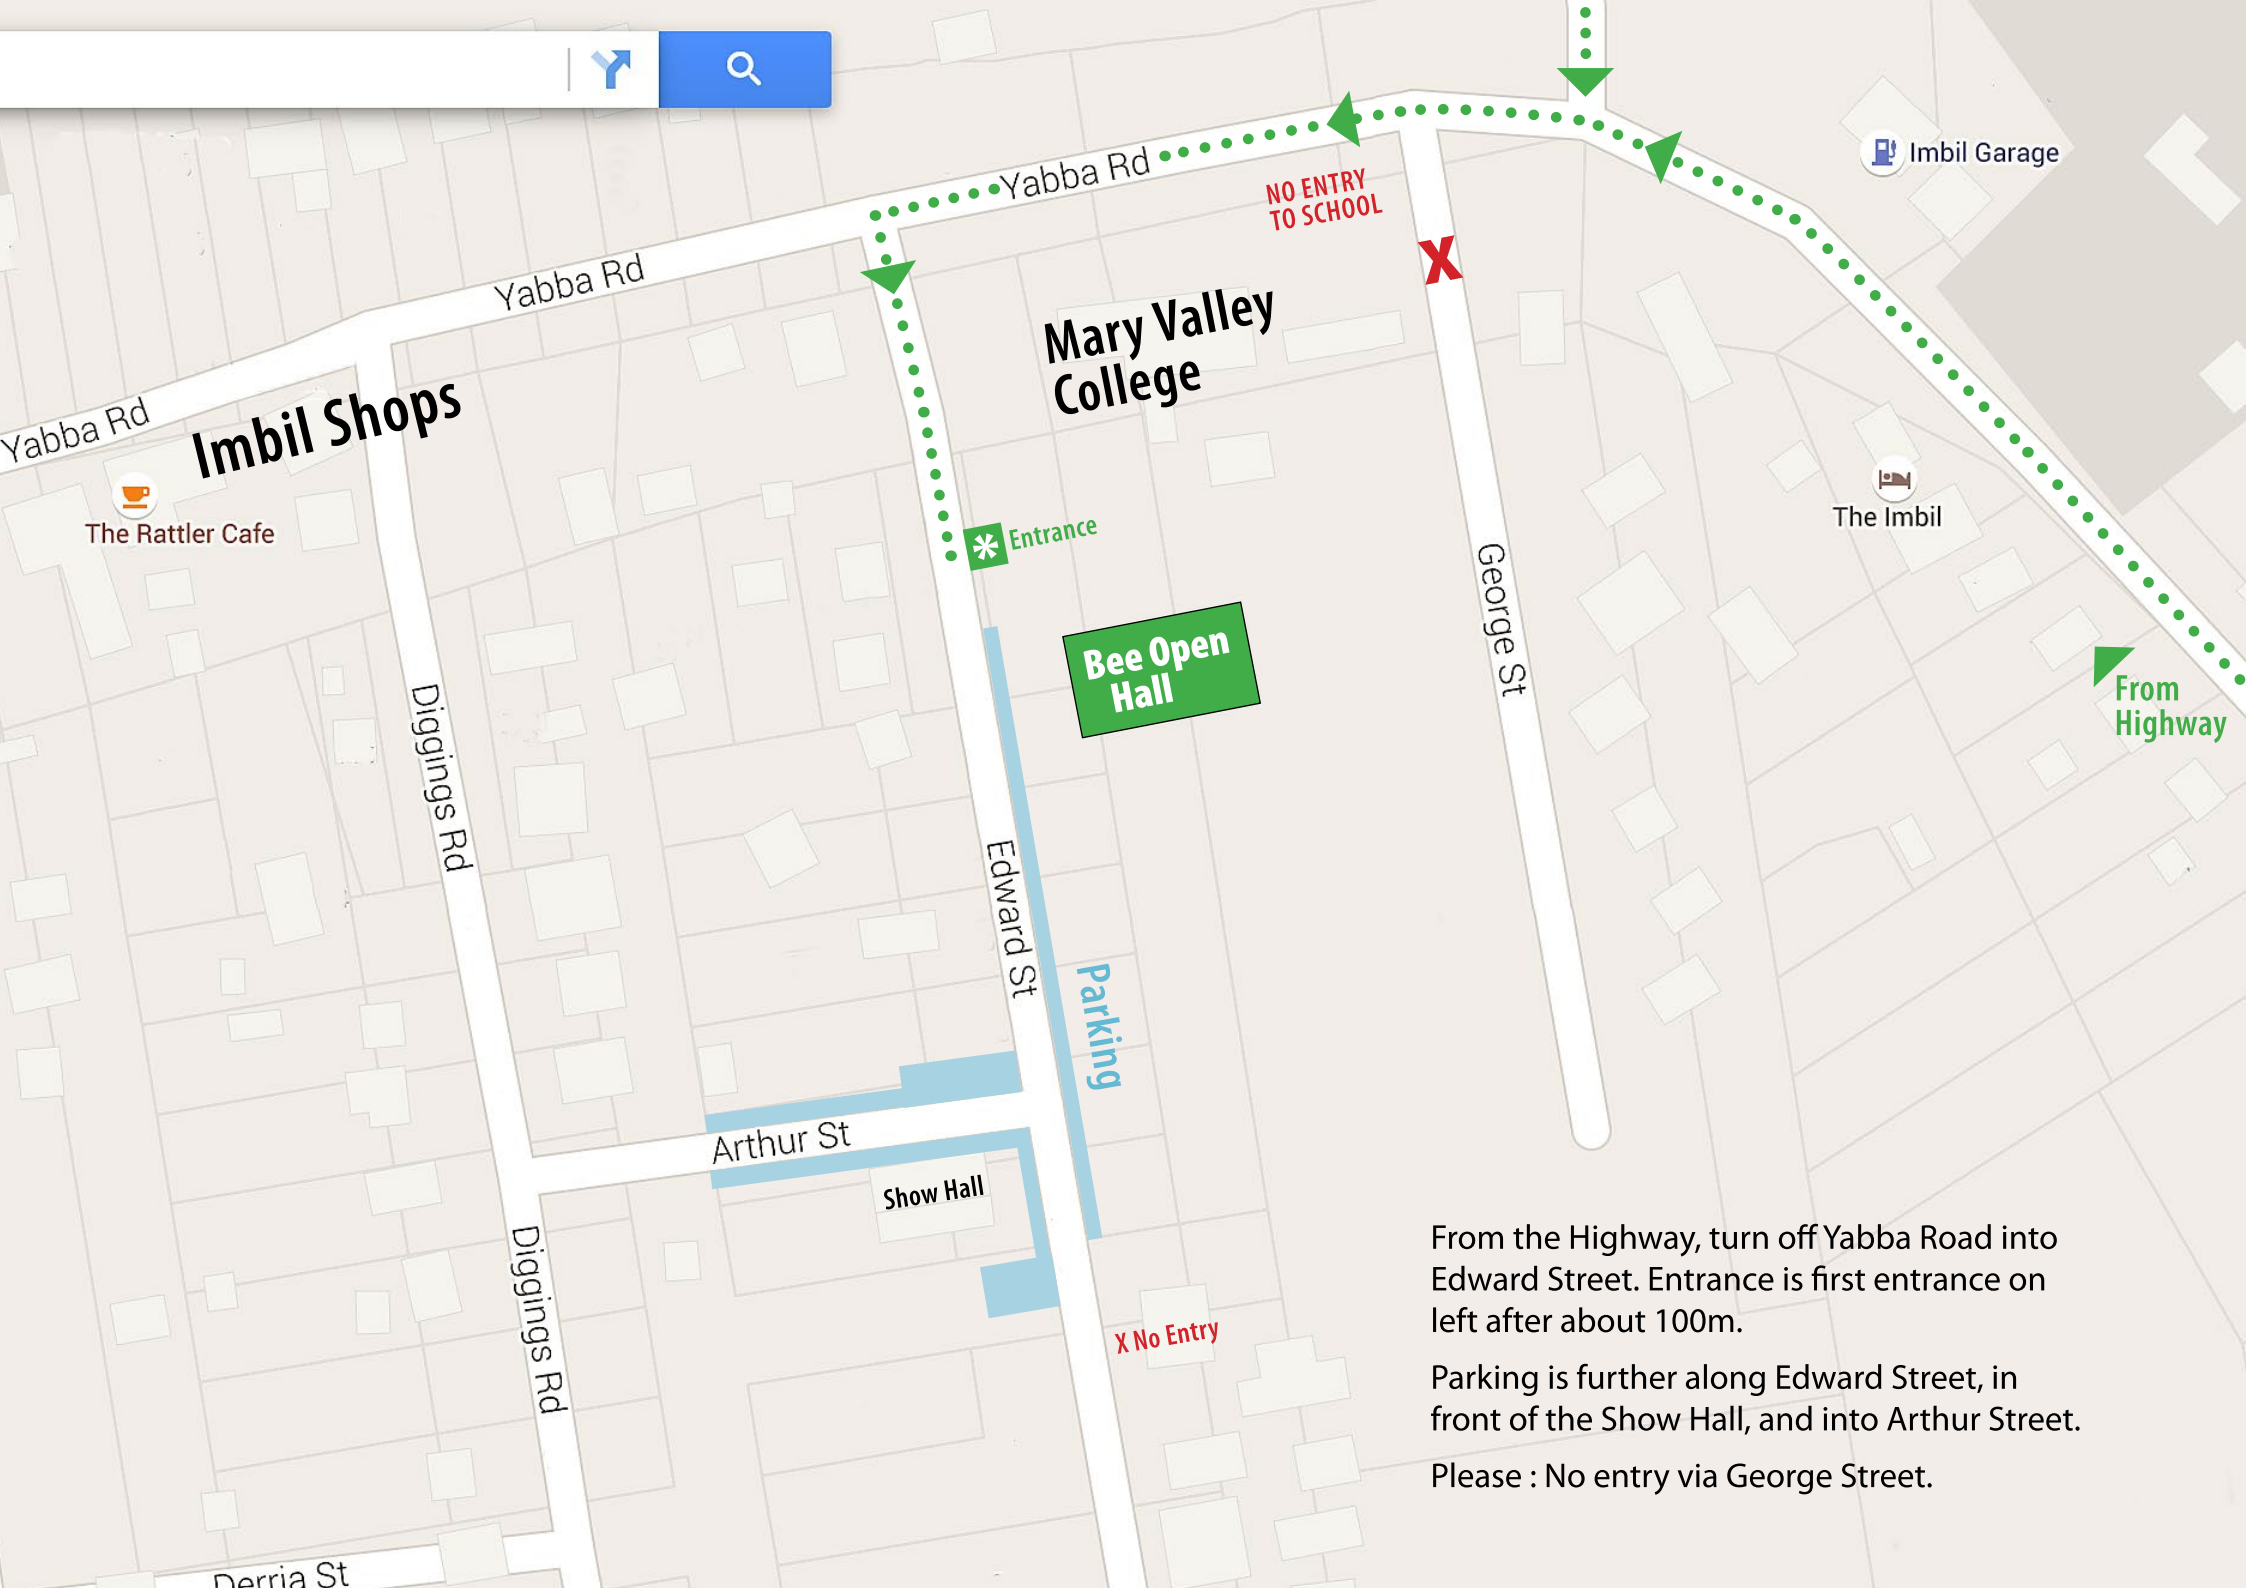 Imbil Garage
Yabba Rd
NO ENTRY
TO SCHOOL
X
Yabba Rd
Mary Valley
College
Yabba Rd
Imbil Shops
The Rattler Cafe
The Imbil
* Entrance
George St
Bee Open
Hall
From
Highway
Diggings Rd
Edward St
Parking
Arthur St
Show Hall
Diggings Rd
X No Entry
From the Highway, turn off Yabba Road into
Edward Street. Entrance is first entrance on
left after about 100m.
Parking is further along Edward Street, in
front of the Show Hall, and into Arthur Street.
Please : No entry via George Street.
Derria St